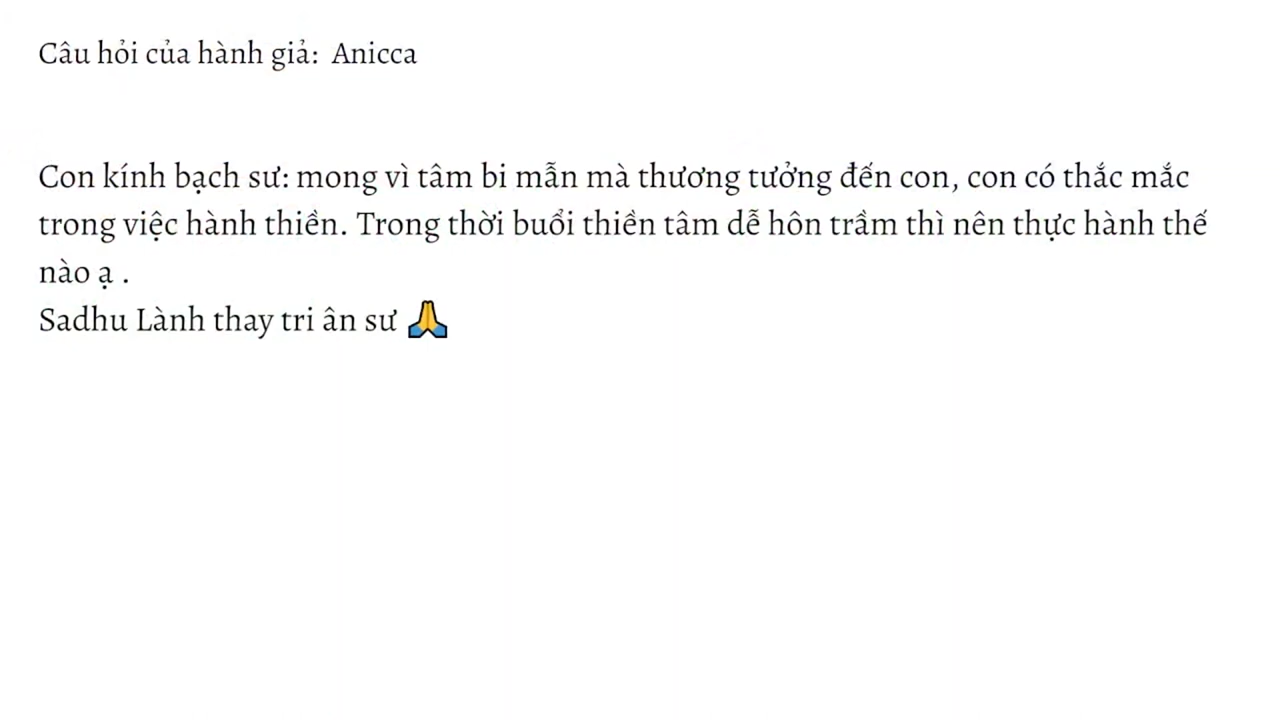 Câu hỏi của hành giả:  Anicca
Con kính bạch sư: mong vì tâm bi mẫn mà thương tưởng đến con, con có thắc mắc
trong việc hành thiền. Trong thời buổi thiền tâm dễ hôn trầm thì nên thực hành thế
nào ạ .
Sadhu Lành thay tri ân sư 🙏